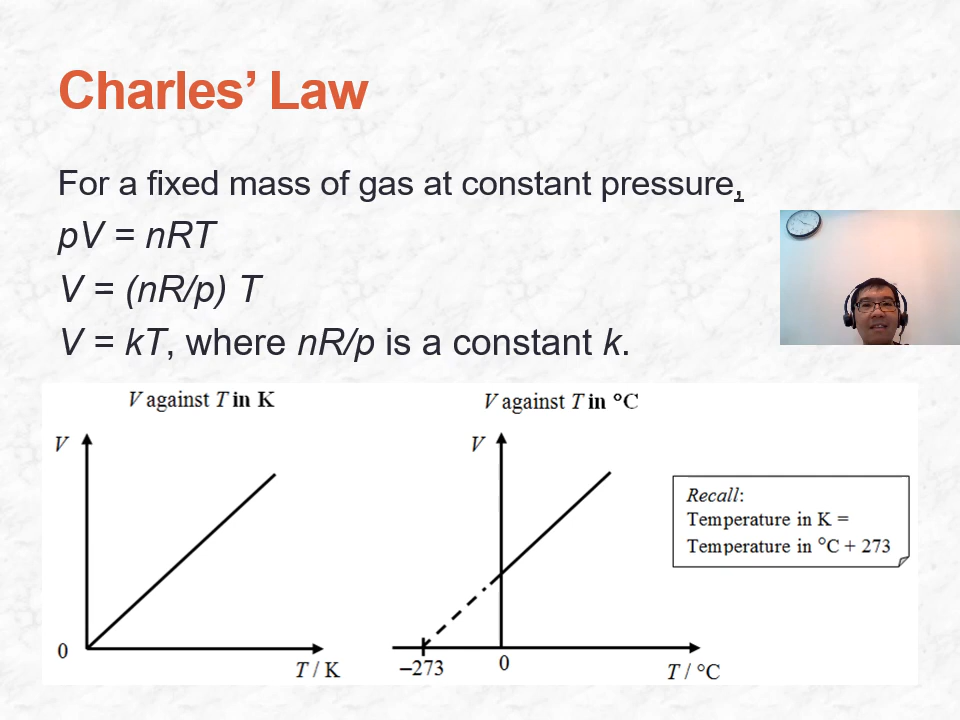 Charles’ Law
For a fixed mass of gas at constant pressure,
pV = nRT
V = (nR/p) T
V = kT, where nR/p is a constant k.
V against T in K
V
0
T / K
V against T in °C
V
−273
0
T / °C
Recall:
Temperature in K =
Temperature in °C + 273